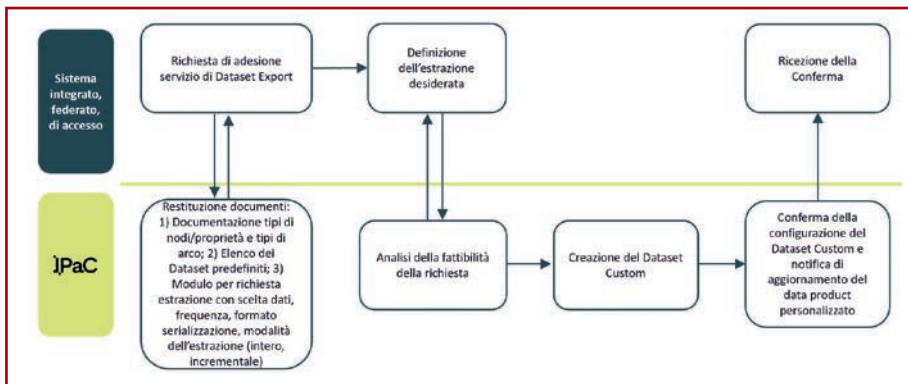 Sistema
integrato,
federato,
di accesso
Richiesta di adesione
servizio di Dataset Export
Definizione
dell'estrazione
desiderata
Ricezione della
Conferma
IPaC
Restituzione documenti:
1) Documentazione tipi di
nodi/proprietà e tipi di
arco; 2) Elenco dei
Dataset predefiniti; 3)
Modulo per richiesta
estrazione con scelta dati,
frequenza, formato
serializzazione, modalità
dell'estrazione (intero,
incrementale)
Analisi della fattibilità
della richiesta
Creazione del Dataset
Custom
Conferma della
configurazione del
Dataset Custom e
notifica di
aggiornamento del
data product
personalizzato